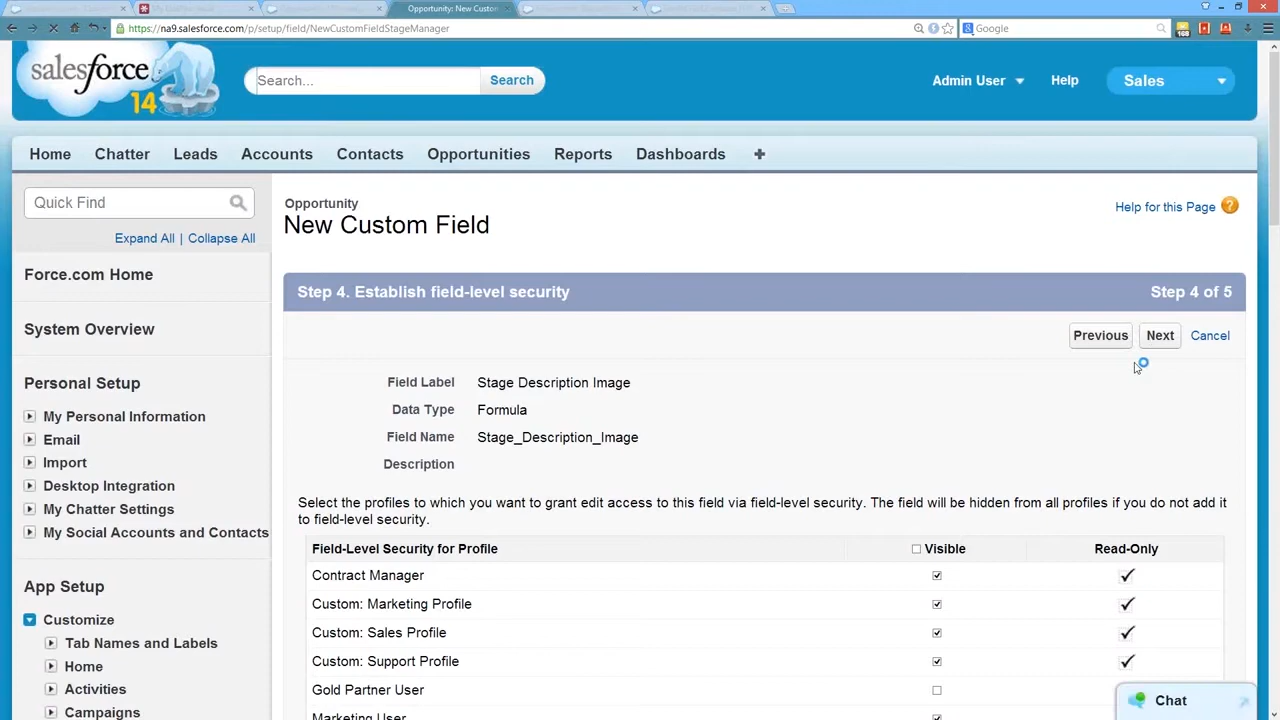 Opportunity: New Custom
https://na9.salesforce.com/p/setup/field/NewCustomFieldStageManager
Google
168
salesforce
14
Search...
Search
Admin User
Help
Sales
Home
Chatter
Leads
Accounts
Contacts
Opportunities
Reports
Dashboards
Quick Find
Expand All | Collapse All
Force.com Home
System Overview
Personal Setup
My Personal Information
Email
Import
Desktop Integration
My Chatter Settings
My Social Accounts and Contacts
App Setup
Customize
Tab Names and Labels
Home
Activities
Campaigns
Opportunity
New Custom Field
Help for this Page ?
Step 4. Establish field-level security
Step 4 of 5
Previous
Next
Cancel
Field Label Stage Description Image
Data Type Formula
Field Name Stage_Description_Image
Description
Select the profiles to which you want to grant edit access to this field via field-level security. The field will be hidden from all profiles if you do not add it
to field-level security.
Field-Level Security for Profile Visible Read-Only
Contract Manager
Custom: Marketing Profile
Custom: Sales Profile
Custom: Support Profile
Gold Partner User
Marketing User
Chat